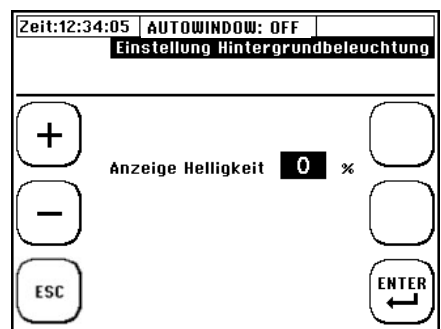 Zeit:12:34:05 AUTOWINDOW: OFF
Einstellung Hintergrundbeleuchtung
+
Anzeige Helligkeit 0 %
−
ESC
ENTER